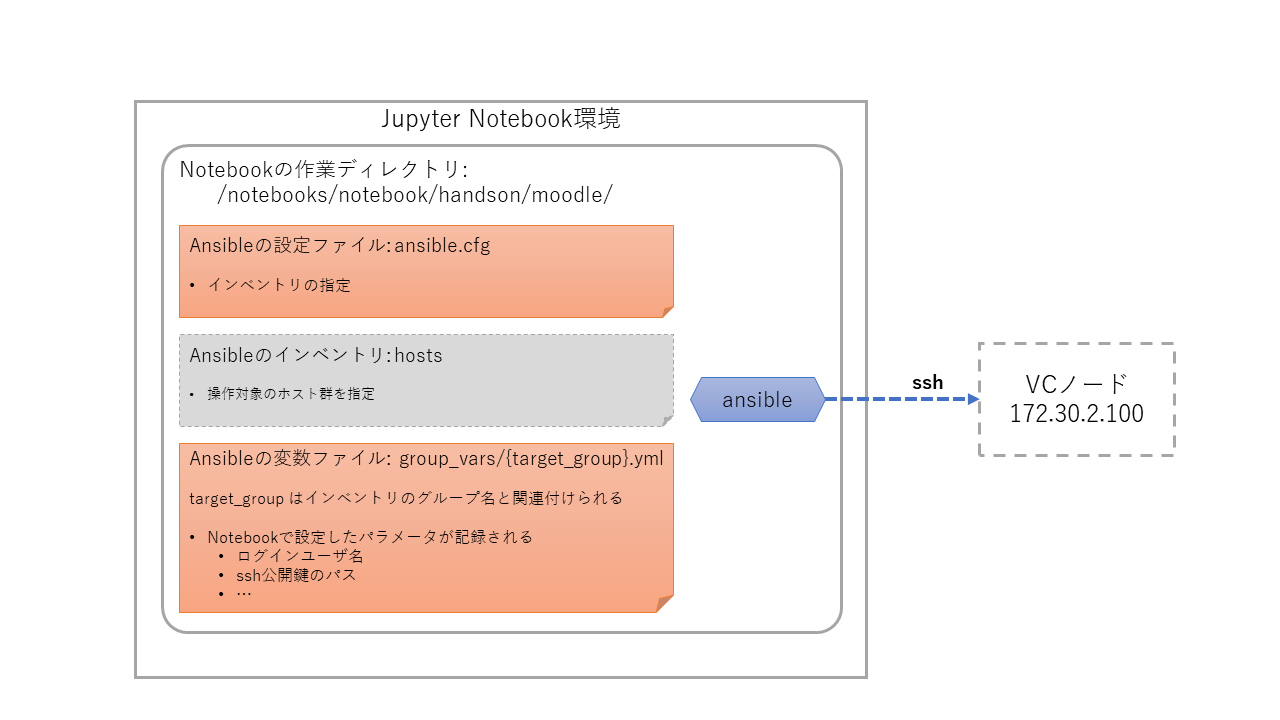 Jupyter Notebook環境
Notebookの作業ディレクトリ:
/notebooks/notebook/handson/moodle/
Ansibleの設定ファイル:ansible.cfg
• インベントリの指定
Ansibleのインベントリ:hosts
• 操作対象のホスト群を指定
Ansibleの変数ファイル: group_vars/{target_group}.yml
target_group はインベントリのグループ名と関連付けられる
• Notebookで設定したパラメータが記録される
• ログインユーザ名
• ssh公開鍵のパス
• …
ansible
ssh
VCノード
172.30.2.100